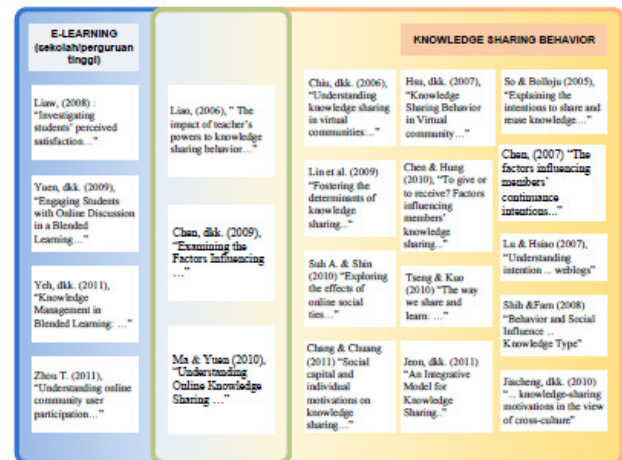 E-LEARNING
(sekolah/perguruan
tinggi)
Liaw, (2008) :
"Investigating
students' perceived
satisfaction…"
Yuen, dkk. (2009),
"Engaging Students
with Online Discussion
in a Blended
Learning…"
Yeh, dkk. (2011),
"Knowledge
Management in
Blended Learning: …"
Zhou T. (2011),
"Understanding online
community user
participation…"
Liao, (2006), " The
impact of teacher's
powers to knowledge
sharing behavior…"
Chen, dkk. (2009),
"Examining the
Factors Influencing
…"
Ma & Yuen (2010),
"Understanding
Online Knowledge
Sharing …"
KNOWLEDGE SHARING BEHAVIOR
Chiu, dkk. (2006),
"Understanding
knowledge sharing
in virtual
communities:…"
Lin et al. (2009)
"Fostering the
determinants of
knowledge
sharing..."
Suh A. & Shin
(2010) "Exploring
the effects of
online social
ties…"
Chang & Chuang
(2011) "Social
capital and
individual
motivations on
knowledge
sharing…"
Hsu, dkk. (2007),
"Knowledge
Sharing Behavior
in Virtual
community…"
Chen & Hung
(2010), "To give or
to receive? Factors
influencing
members'
knowledge
sharing..."
Tseng & Kuo
(2010) "The way
we share and
learn: …"
Jeon, dkk. (2011)
"An Integrative
Model for
Knowledge
Sharing.."
So & Bolloju (2005),
"Explaining the
intentions to share and
reuse knowledge…"
Chen, (2007) "The
factors influencing
members'
continuance
intentions..."
Lu & Hsiao (2007),
"Understanding
intention ... weblogs"
Shih &Farn (2008)
"Behavior and Social
Influence ...
Knowledge Type"
Jiacheng, dkk. (2010)
"... knowledge-sharing
motivations in the view
of cross-culture"